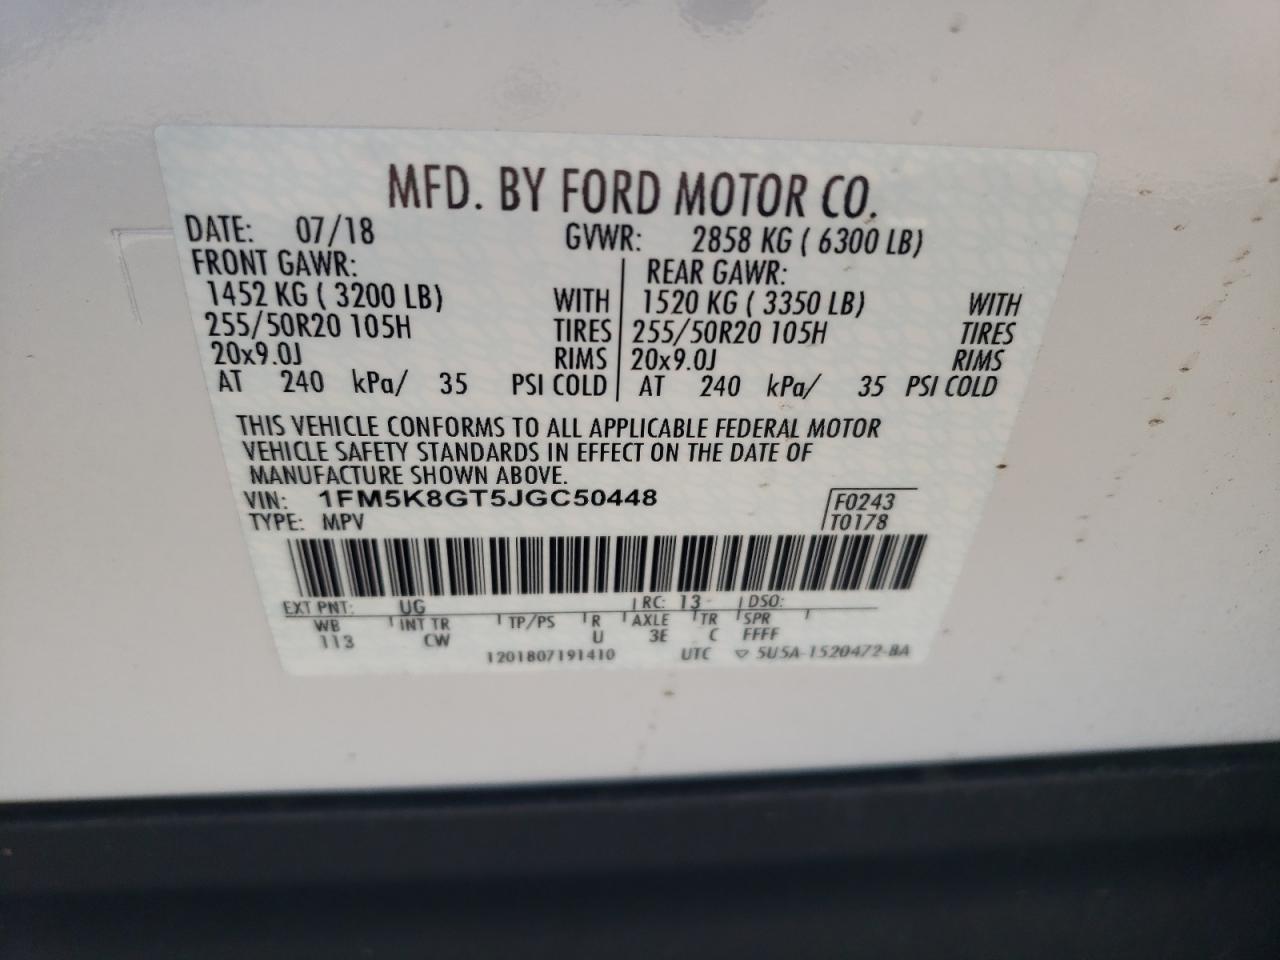 MFD. BY FORD MOTOR CO.
DATE: 07/18 GVWR: 2858 KG ( 6300 LB)
FRONT GAWR: REAR GAWR:
1452 KG ( 3200 LB) WITH 1520 KG ( 3350 LB) WITH
255/50R20 105H TIRES 255/50R20 105H TIRES
20x9.0J RIMS 20x9.0J RIMS
AT 240 kPa/ 35 PSI COLD AT 240 kPa/ 35 PSI COLD
THIS VEHICLE CONFORMS TO ALL APPLICABLE FEDERAL MOTOR
VEHICLE SAFETY STANDARDS IN EFFECT ON THE DATE OF
MANUFACTURE SHOWN ABOVE.
VIN: 1FM5K8GT5JGC50448 F0243
TYPE: MPV T0178
EXT PNT: UG RC: 13 DSO:
WB INT TR TP/PS R AXLE TR SPR
113 CW U 3E C FFFF
1201807191410 UTC ▽ 5U5A-1520472-BA